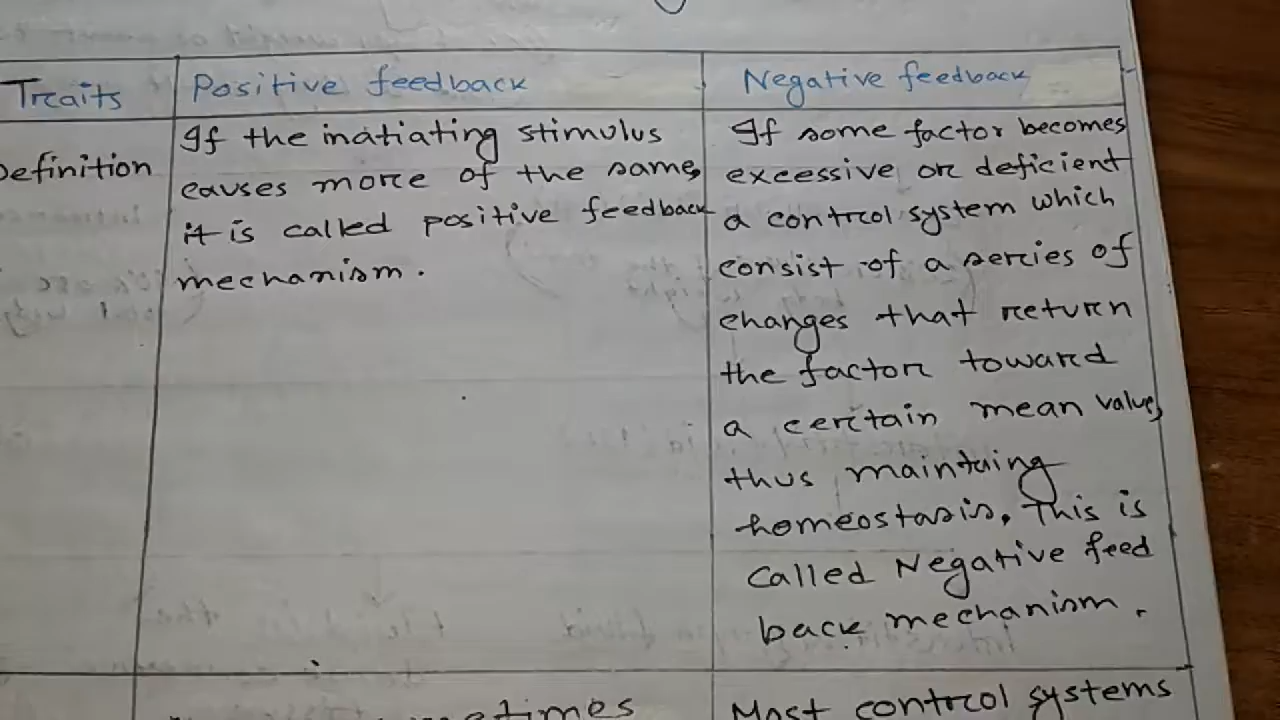 Traits
Positive feedback
Negative feedback
Definition
If the inatiating stimulus
causes more of the same,
it is called positive feedback
mechanism.
If some factor becomes
excessive or deficient
a control system which
consist of a series of
changes that return
the factor toward
a certain mean value,
thus maintaing
homeostasis. This is
called Negative feed
back mechanism.
Most control systems